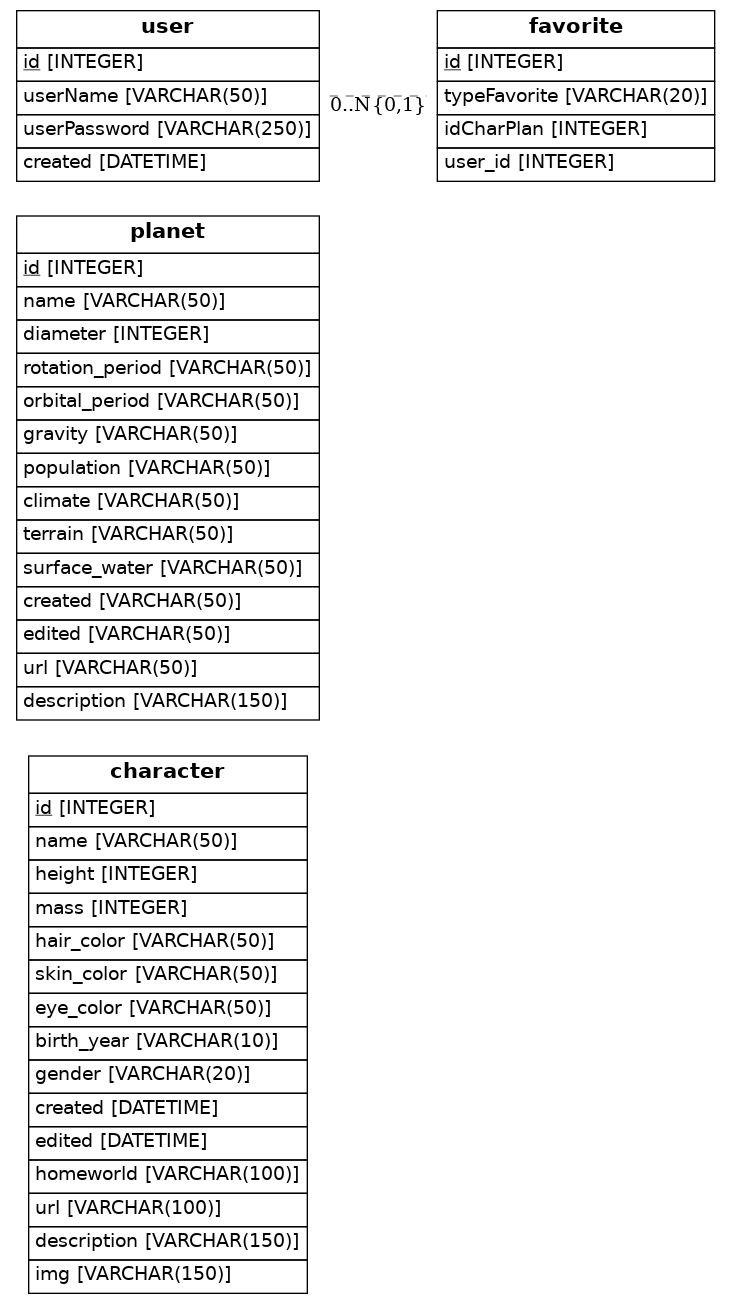 user
id [INTEGER]
userName [VARCHAR(50)]
userPassword [VARCHAR(250)]
created [DATETIME]
0..N{0,1}
favorite
id [INTEGER]
typeFavorite [VARCHAR(20)]
idCharPlan [INTEGER]
user_id [INTEGER]
planet
id [INTEGER]
name [VARCHAR(50)]
diameter [INTEGER]
rotation_period [VARCHAR(50)]
orbital_period [VARCHAR(50)]
gravity [VARCHAR(50)]
population [VARCHAR(50)]
climate [VARCHAR(50)]
terrain [VARCHAR(50)]
surface_water [VARCHAR(50)]
created [VARCHAR(50)]
edited [VARCHAR(50)]
url [VARCHAR(50)]
description [VARCHAR(150)]
character
id [INTEGER]
name [VARCHAR(50)]
height [INTEGER]
mass [INTEGER]
hair_color [VARCHAR(50)]
skin_color [VARCHAR(50)]
eye_color [VARCHAR(50)]
birth_year [VARCHAR(10)]
gender [VARCHAR(20)]
created [DATETIME]
edited [DATETIME]
homeworld [VARCHAR(100)]
url [VARCHAR(100)]
description [VARCHAR(150)]
img [VARCHAR(150)]